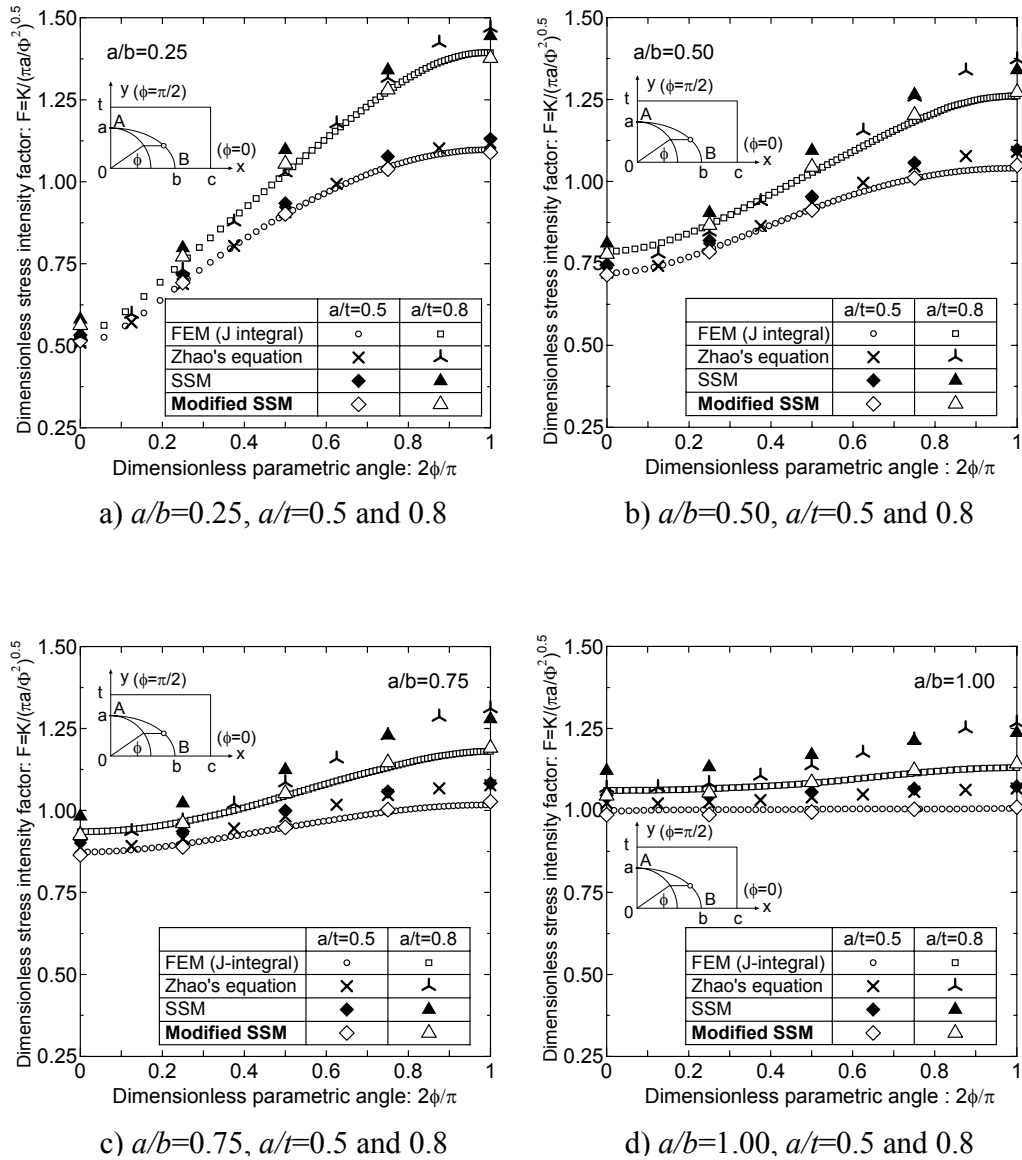 Dimensionless stress intensity factor: F=K/(πa/Φ²)^0.5
1.50
1.25
1.00
0.75
0.50
0.25
a/b=0.25
y (ϕ=π/2)
t
A
a
ϕ
B
(ϕ=0)
0
b
c
x
a/t=0.5 a/t=0.8
FEM (J integral)
Zhao's equation
SSM
Modified SSM
0 0.2 0.4 0.6 0.8 1
Dimensionless parametric angle: 2ϕ/π
a) a/b=0.25, a/t=0.5 and 0.8
Dimensionless stress intensity factor: F=K/(πa/Φ²)^0.5
1.50
1.25
1.00
0.75
0.50
0.25
a/b=0.50
y (ϕ=π/2)
t
A
a
ϕ
B
(ϕ=0)
0
b
c
x
a/t=0.5 a/t=0.8
FEM (J integral)
Zhao's equation
SSM
Modified SSM
0 0.2 0.4 0.6 0.8 1
Dimensionless parametric angle : 2ϕ/π
b) a/b=0.50, a/t=0.5 and 0.8
Dimensionless stress intensity factor: F=K/(πa/Φ²)^0.5
1.50
1.25
1.00
0.75
0.50
0.25
y (ϕ=π/2)
a/b=0.75
t
A
a
ϕ
B
(ϕ=0)
0
b
c
x
a/t=0.5 a/t=0.8
FEM (J-integral)
Zhao's equation
SSM
Modified SSM
0 0.2 0.4 0.6 0.8 1
Dimensionless parametric angle: 2ϕ/π
c) a/b=0.75, a/t=0.5 and 0.8
Dimensionless stress intensity factor: F=K/(πa/Φ²)^0.5
1.50
1.25
1.00
0.75
0.50
0.25
a/b=1.00
y (ϕ=π/2)
t
A
a
ϕ
B
(ϕ=0)
0
b
c
x
a/t=0.5 a/t=0.8
FEM (J-integral)
Zhao's equation
SSM
Modified SSM
0 0.2 0.4 0.6 0.8 1
Dimensionless parametric angle : 2ϕ/π
d) a/b=1.00, a/t=0.5 and 0.8